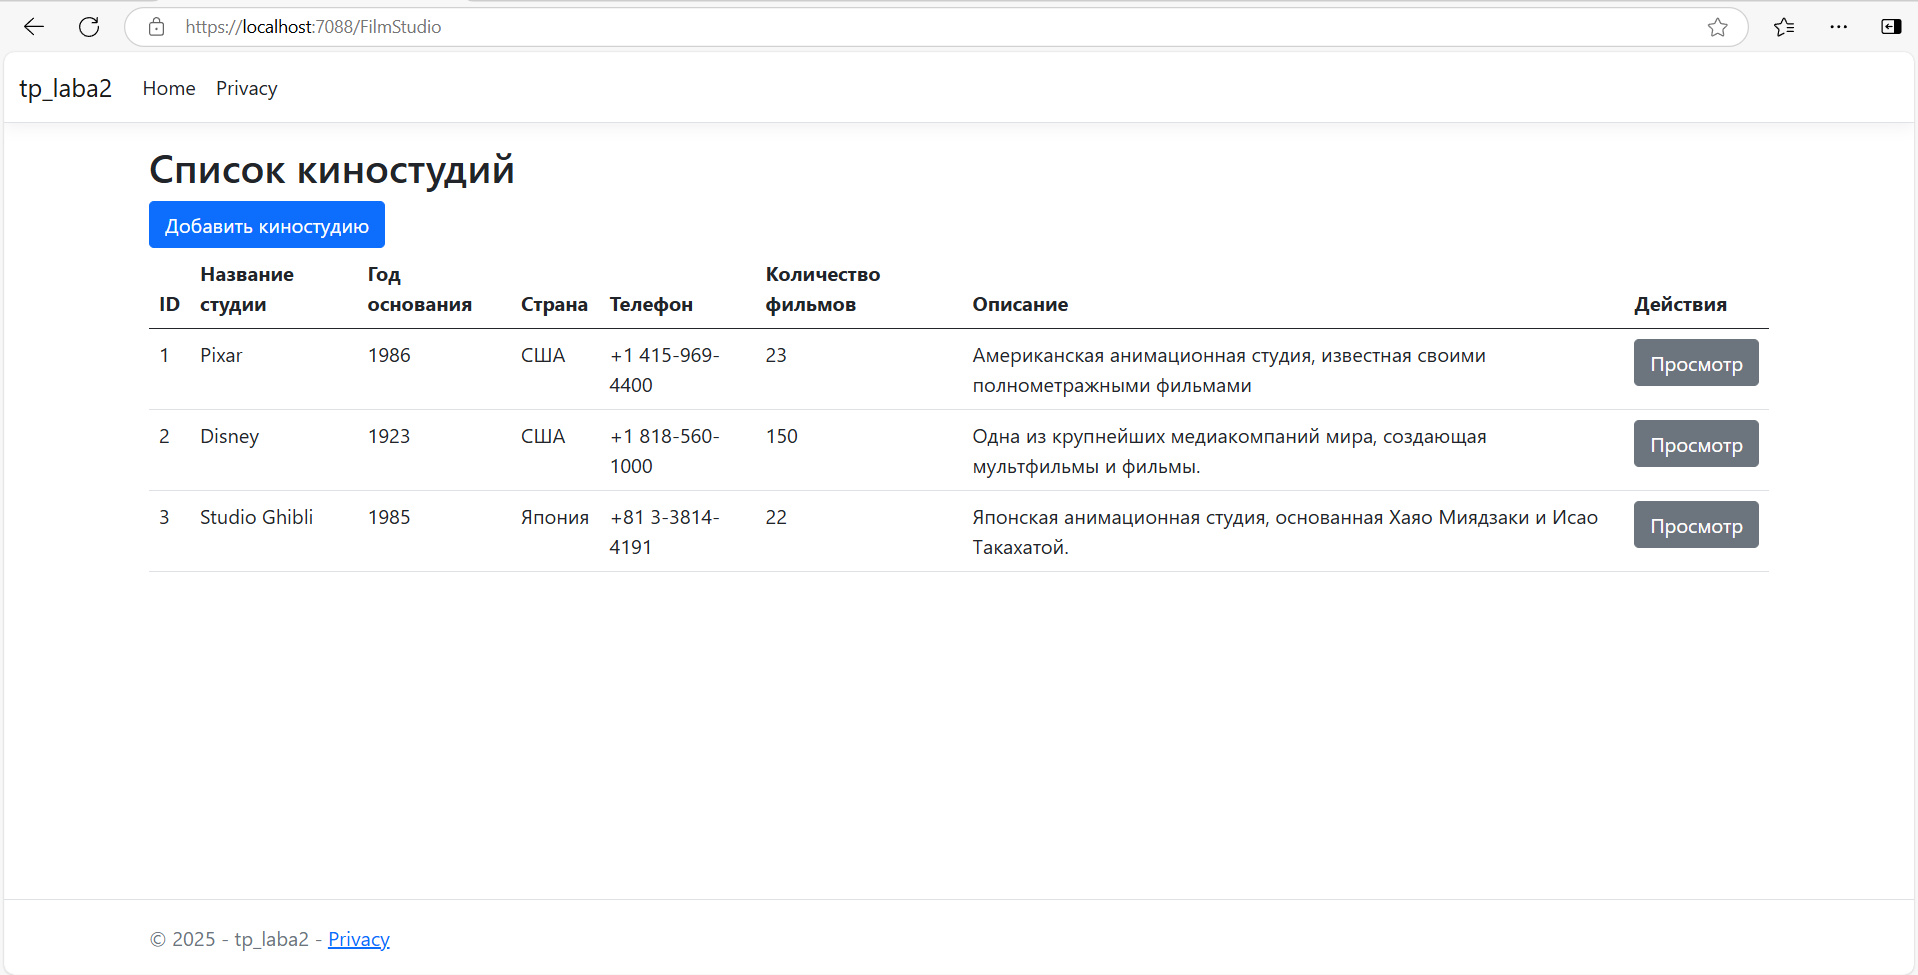 https://localhost:7088/FilmStudio
tp_laba2 Home Privacy
Список киностудий
Добавить киностудию
ID Название студии Год основания Страна Телефон Количество фильмов Описание Действия
1 Pixar 1986 США +1 415-969-4400 23 Американская анимационная студия, известная своими полнометражными фильмами Просмотр
2 Disney 1923 США +1 818-560-1000 150 Одна из крупнейших медиакомпаний мира, создающая мультфильмы и фильмы. Просмотр
3 Studio Ghibli 1985 Япония +81 3-3814-4191 22 Японская анимационная студия, основанная Хаяо Миядзаки и Исао Такахатой. Просмотр
© 2025 - tp_laba2 - Privacy